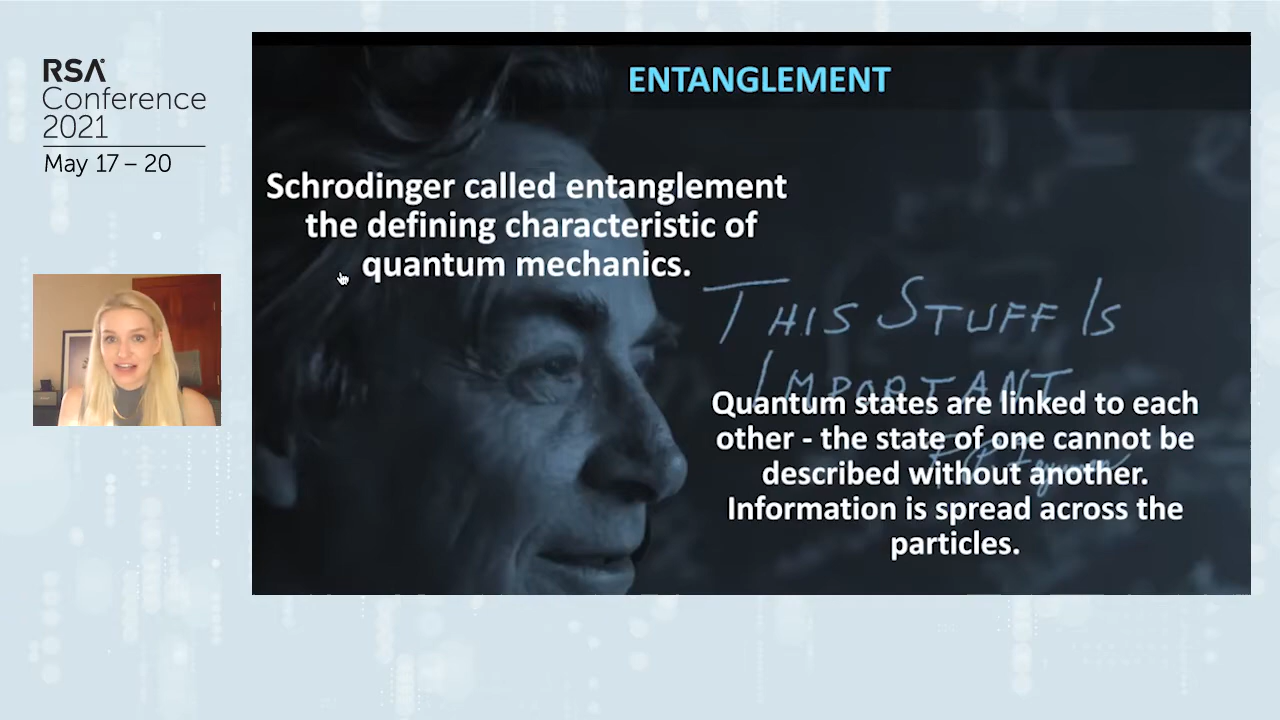 RSA
Conference
2021
May 17 – 20
ENTANGLEMENT
Schrodinger called entanglement
the defining characteristic of
quantum mechanics.
THIS STUFF IS
IMPORTANT
Quantum states are linked to each
other - the state of one cannot be
described without another.
Information is spread across the
particles.